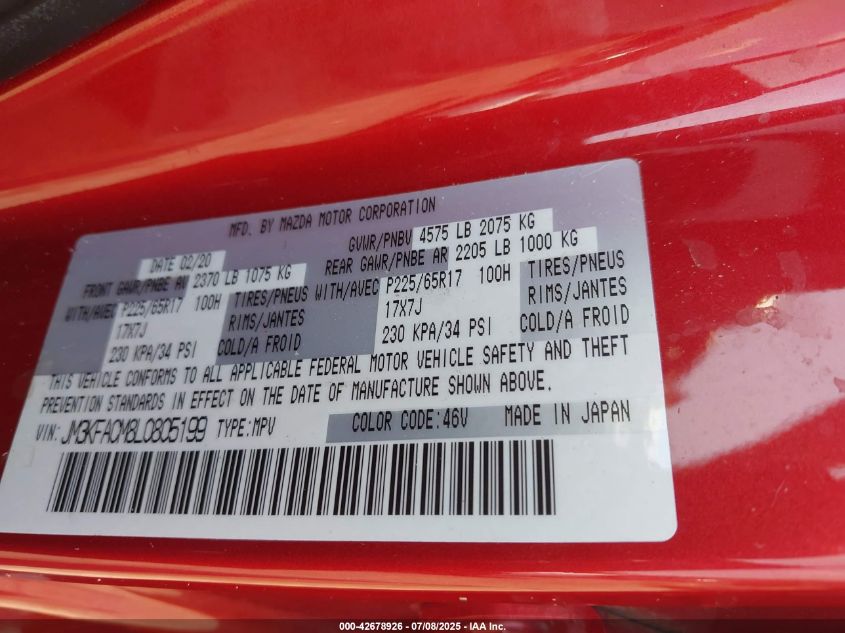 MFD. BY MAZDA MOTOR CORPORATION
DATE 02/20 GVWR/PNBV 4575 LB 2075 KG
FRONT GAWR/PNBE AV 2370 LB 1075 KG REAR GAWR/PNBE AR 2205 LB 1000 KG
WITH/AVEC P225/65R17 100H TIRES/PNEUS WITH/AVEC P225/65R17 100H TIRES/PNEUS
17X7J RIMS/JANTES 17X7J RIMS/JANTES
230 KPA/34 PSI COLD/A FROID 230 KPA/34 PSI COLD/A FROID
THIS VEHICLE CONFORMS TO ALL APPLICABLE FEDERAL MOTOR VEHICLE SAFETY AND THEFT
PREVENTION STANDARDS IN EFFECT ON THE DATE OF MANUFACTURE SHOWN ABOVE.
VIN: JM3KFACM8L0805199 TYPE:MPV COLOR CODE:46V MADE IN JAPAN
000-42678926 - 07/08/2025 - IAA Inc.